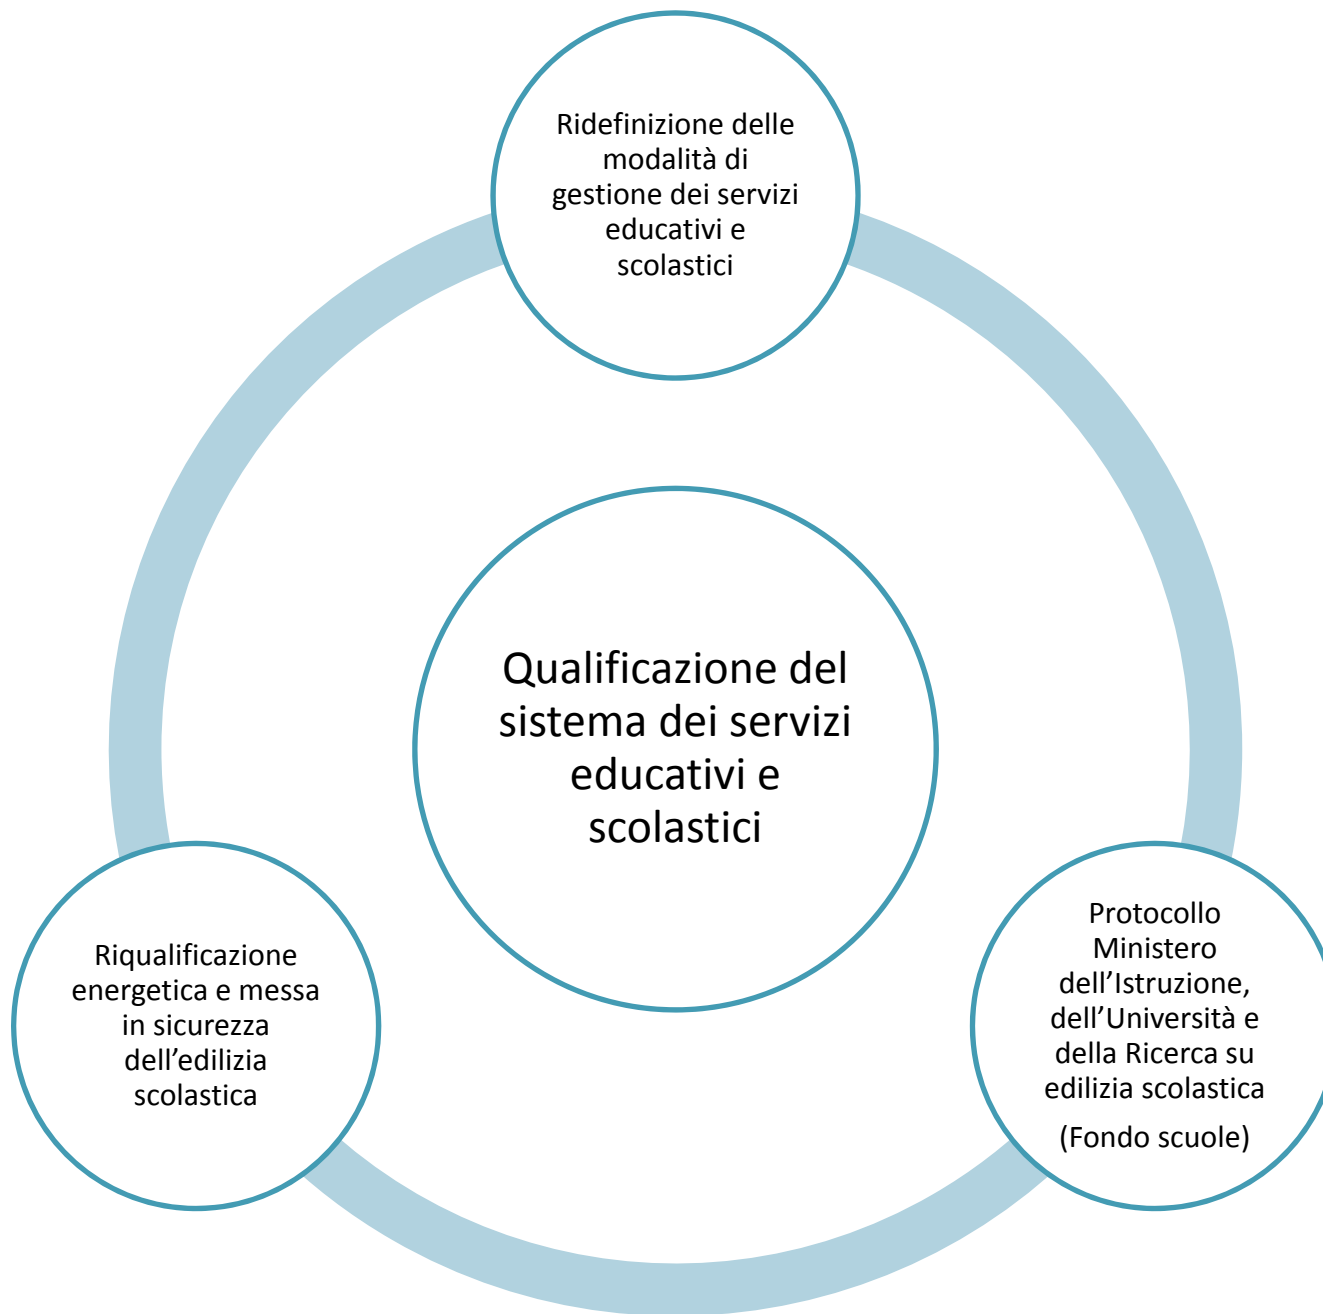 Ridefinizione delle
modalità di
gestione dei servizi
educativi e
scolastici
Qualificazione del
sistema dei servizi
educativi e
scolastici
Riqualificazione
energetica e messa
in sicurezza
dell’edilizia
scolastica
Protocollo
Ministero
dell’Istruzione,
dell’Università e
della Ricerca su
edilizia scolastica
(Fondo scuole)